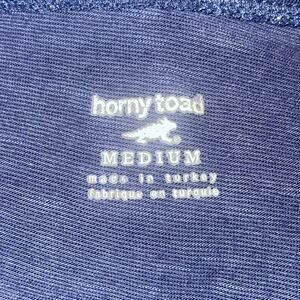 horny toad
®
MEDIUM
made in turkey
fabriqué en turquie